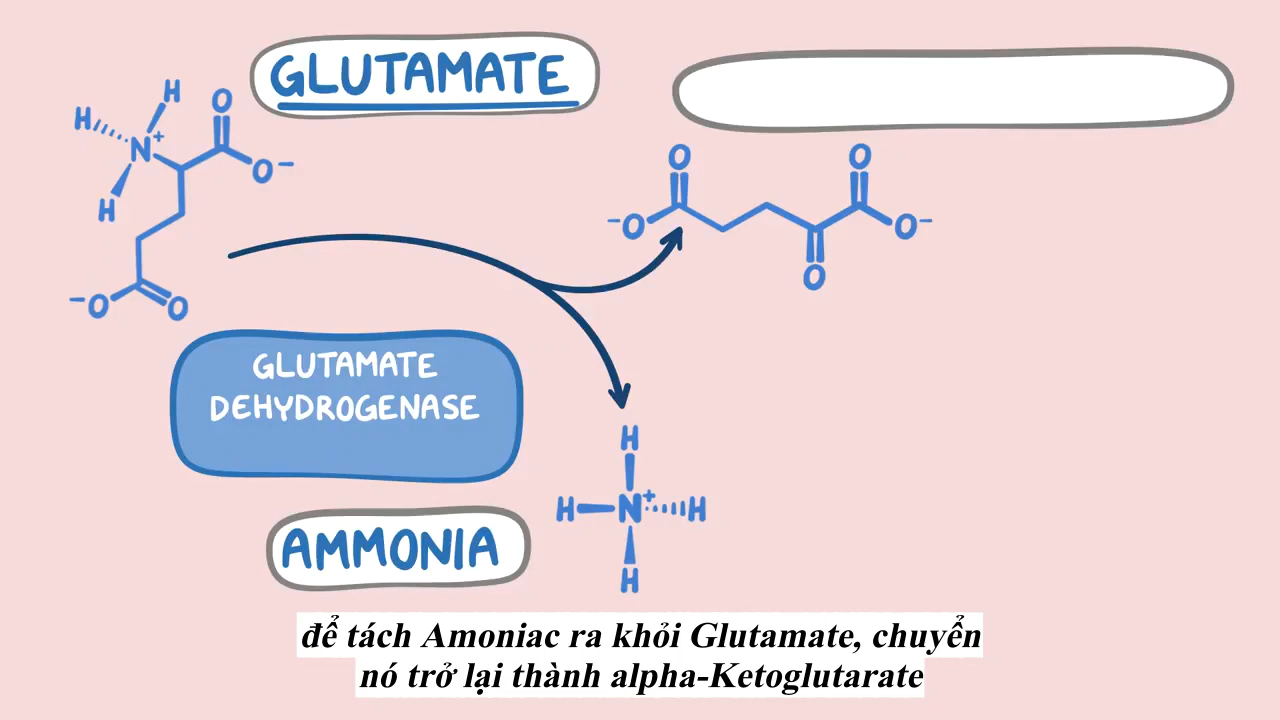 GLUTAMATE
H
H
N+
H
O
O−
−O
O
O
O
−O
O−
O
GLUTAMATE
DEHYDROGENASE
H
H
N+
H
H
AMMONIA
để tách Amoniac ra khỏi Glutamate, chuyển
nó trở lại thành alpha-Ketoglutarate